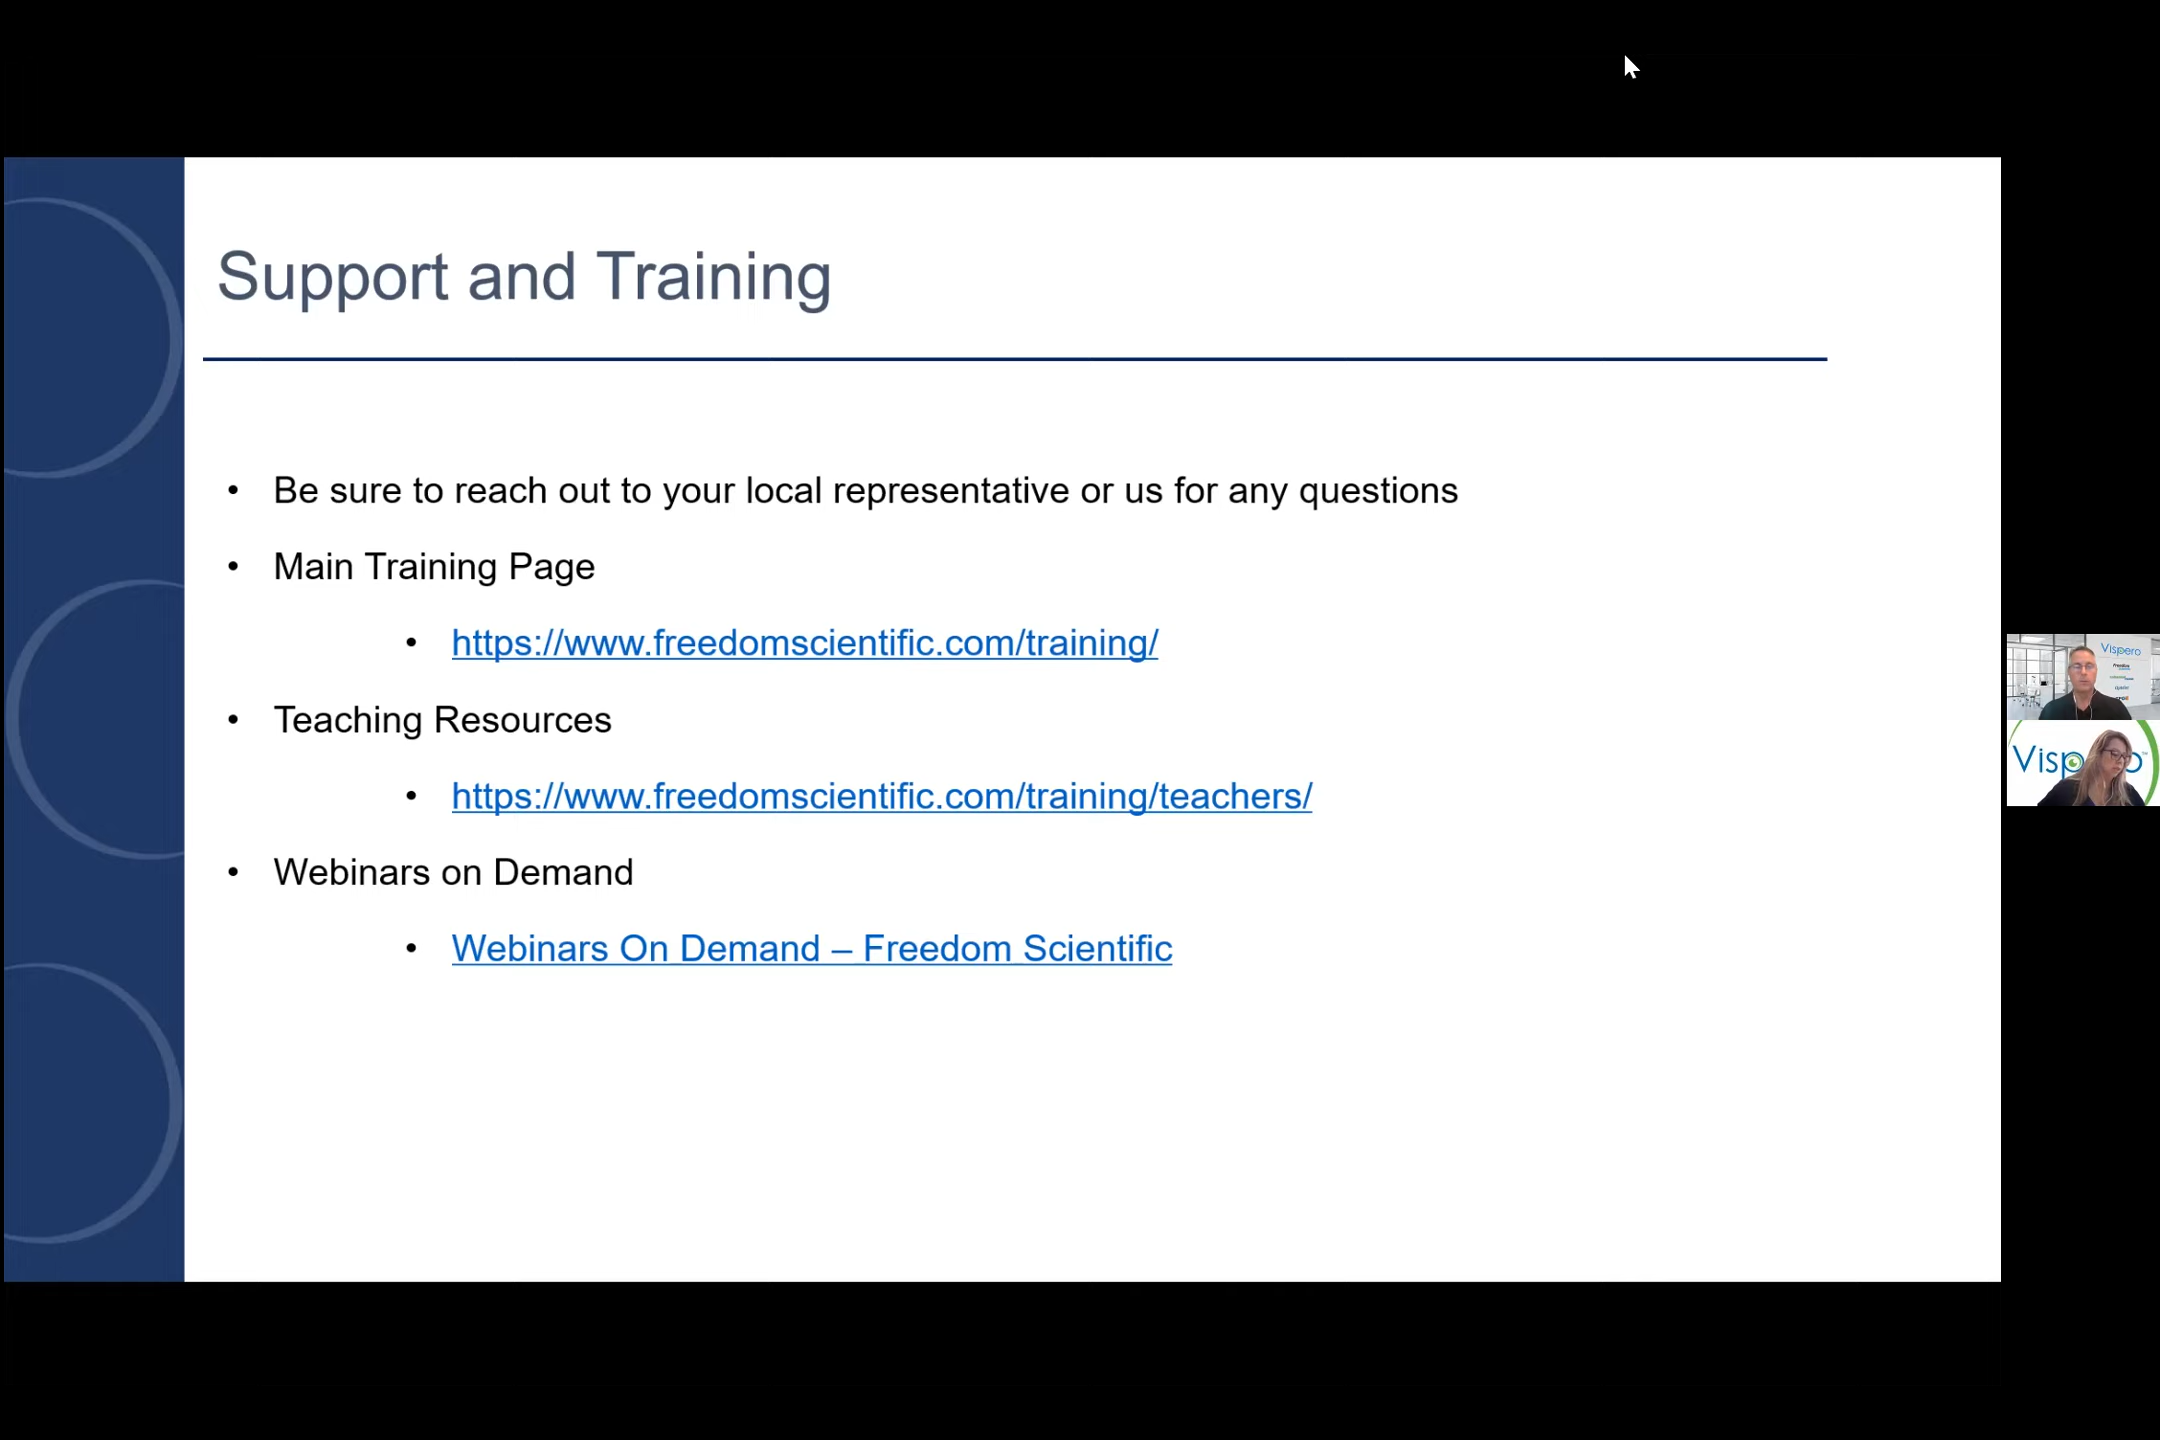 Support and Training
• Be sure to reach out to your local representative or us for any questions
• Main Training Page
• https://www.freedomscientific.com/training/
• Teaching Resources
• https://www.freedomscientific.com/training/teachers/
• Webinars on Demand
• Webinars On Demand – Freedom Scientific
Vispero